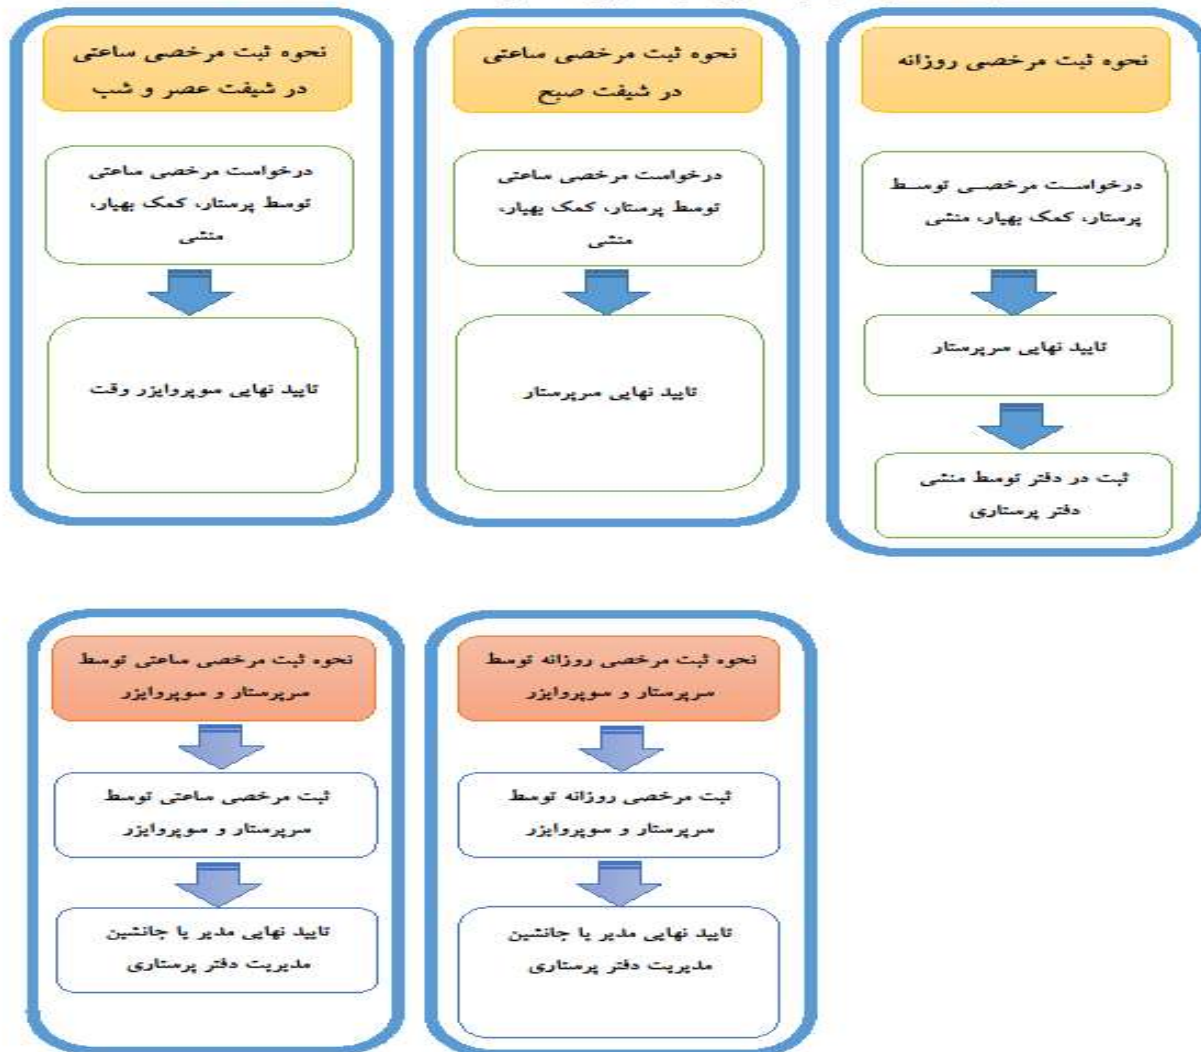 نحوه ثبت مرخصی روزانه
درخواست مرخصی توسط
پرستار، کمک بهیار، منشی
تایید نهایی سرپرستار
ثبت در دفتر توسط منشی
دفتر پرستاری
نحوه ثبت مرخصی ساعتی
در شیفت صبح
درخواست مرخصی ساعتی
توسط پرستار، کمک بهیار،
منشی
تایید نهایی سرپرستار
نحوه ثبت مرخصی ساعتی
در شیفت عصر و شب
درخواست مرخصی ساعتی
توسط پرستار، کمک بهیار،
منشی
تایید نهایی سوپروایزر وقت
نحوه ثبت مرخصی روزانه توسط
سرپرستار و سوپروایزر
ثبت مرخصی روزانه توسط
سرپرستار و سوپروایزر
تایید نهایی مدیر یا جانشین
مدیریت دفتر پرستاری
نحوه ثبت مرخصی ساعتی توسط
سرپرستار و سوپروایزر
ثبت مرخصی ساعتی توسط
سرپرستار و سوپروایزر
تایید نهایی مدیر یا جانشین
مدیریت دفتر پرستاری